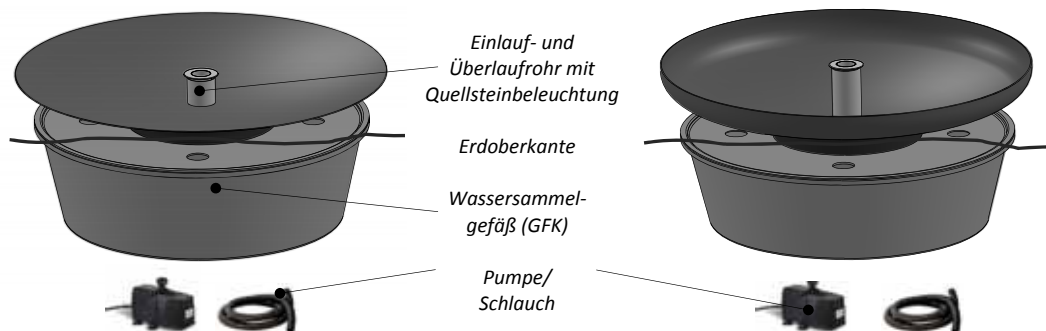 Einlauf- und
Überlaufrohr mit
Quellsteinbeleuchtung
Erdoberkante
Wassersammel-
gefäß (GFK)
Pumpe/
Schlauch